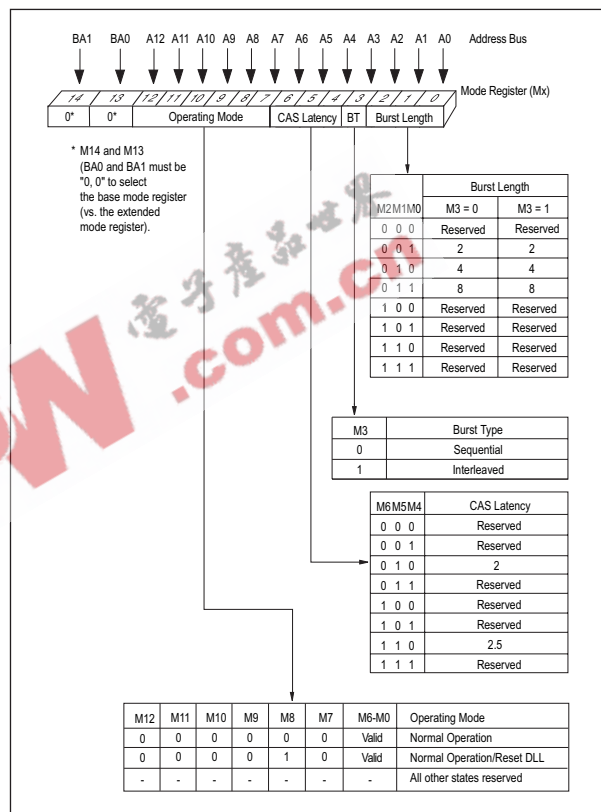 BA1 BA0 A12 A11 A10 A9 A8 A7 A6 A5 A4 A3 A2 A1 A0 Address Bus
Mode Register (Mx)
14 13 12 11 10 9 8 7 6 5 4 3 2 1 0
0* 0* Operating Mode CAS Latency BT Burst Length
* M14 and M13
(BA0 and BA1 must be
"0, 0" to select
the base mode register
(vs. the extended
mode register).
Burst Length
M2 M1 M0 M3 = 0 M3 = 1
0 0 0 Reserved Reserved
0 0 1 2 2
0 1 0 4 4
0 1 1 8 8
1 0 0 Reserved Reserved
1 0 1 Reserved Reserved
1 1 0 Reserved Reserved
1 1 1 Reserved Reserved
電子產品世界
W .com.cn
M3 Burst Type
0 Sequential
1 Interleaved
M6 M5 M4 CAS Latency
0 0 0 Reserved
0 0 1 Reserved
0 1 0 2
0 1 1 Reserved
1 0 0 Reserved
1 0 1 Reserved
1 1 0 2.5
1 1 1 Reserved
M12 M11 M10 M9 M8 M7 M6-M0 Operating Mode
0 0 0 0 0 0 Valid Normal Operation
0 0 0 0 1 0 Valid Normal Operation/Reset DLL
- - - - - - - All other states reserved